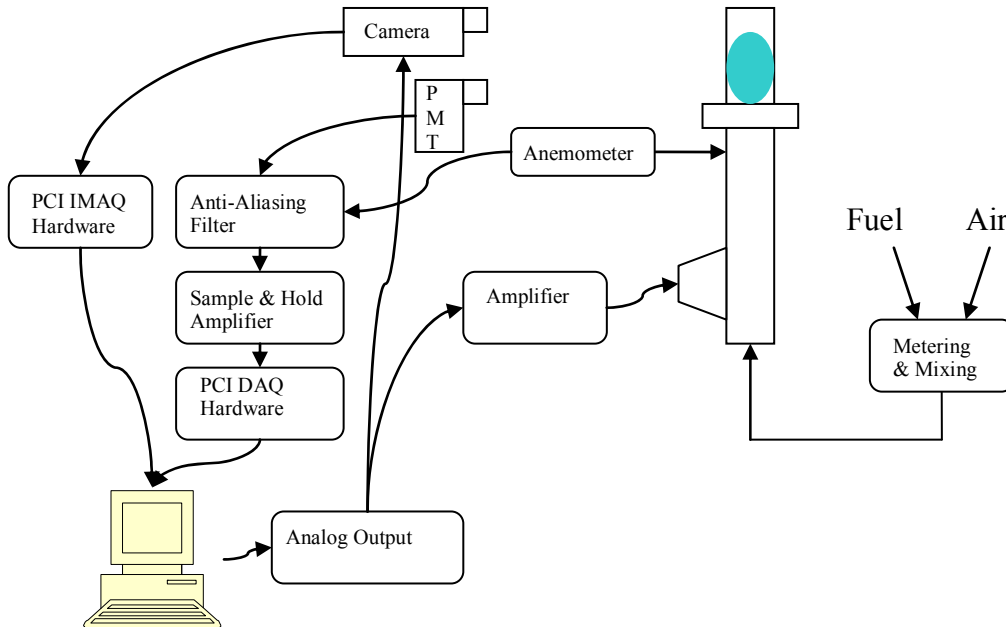 Camera
P
M
T
Anemometer
PCI IMAQ
Hardware
Anti-Aliasing
Filter
Fuel
Air
Sample & Hold
Amplifier
Amplifier
Metering
& Mixing
PCI DAQ
Hardware
Analog Output